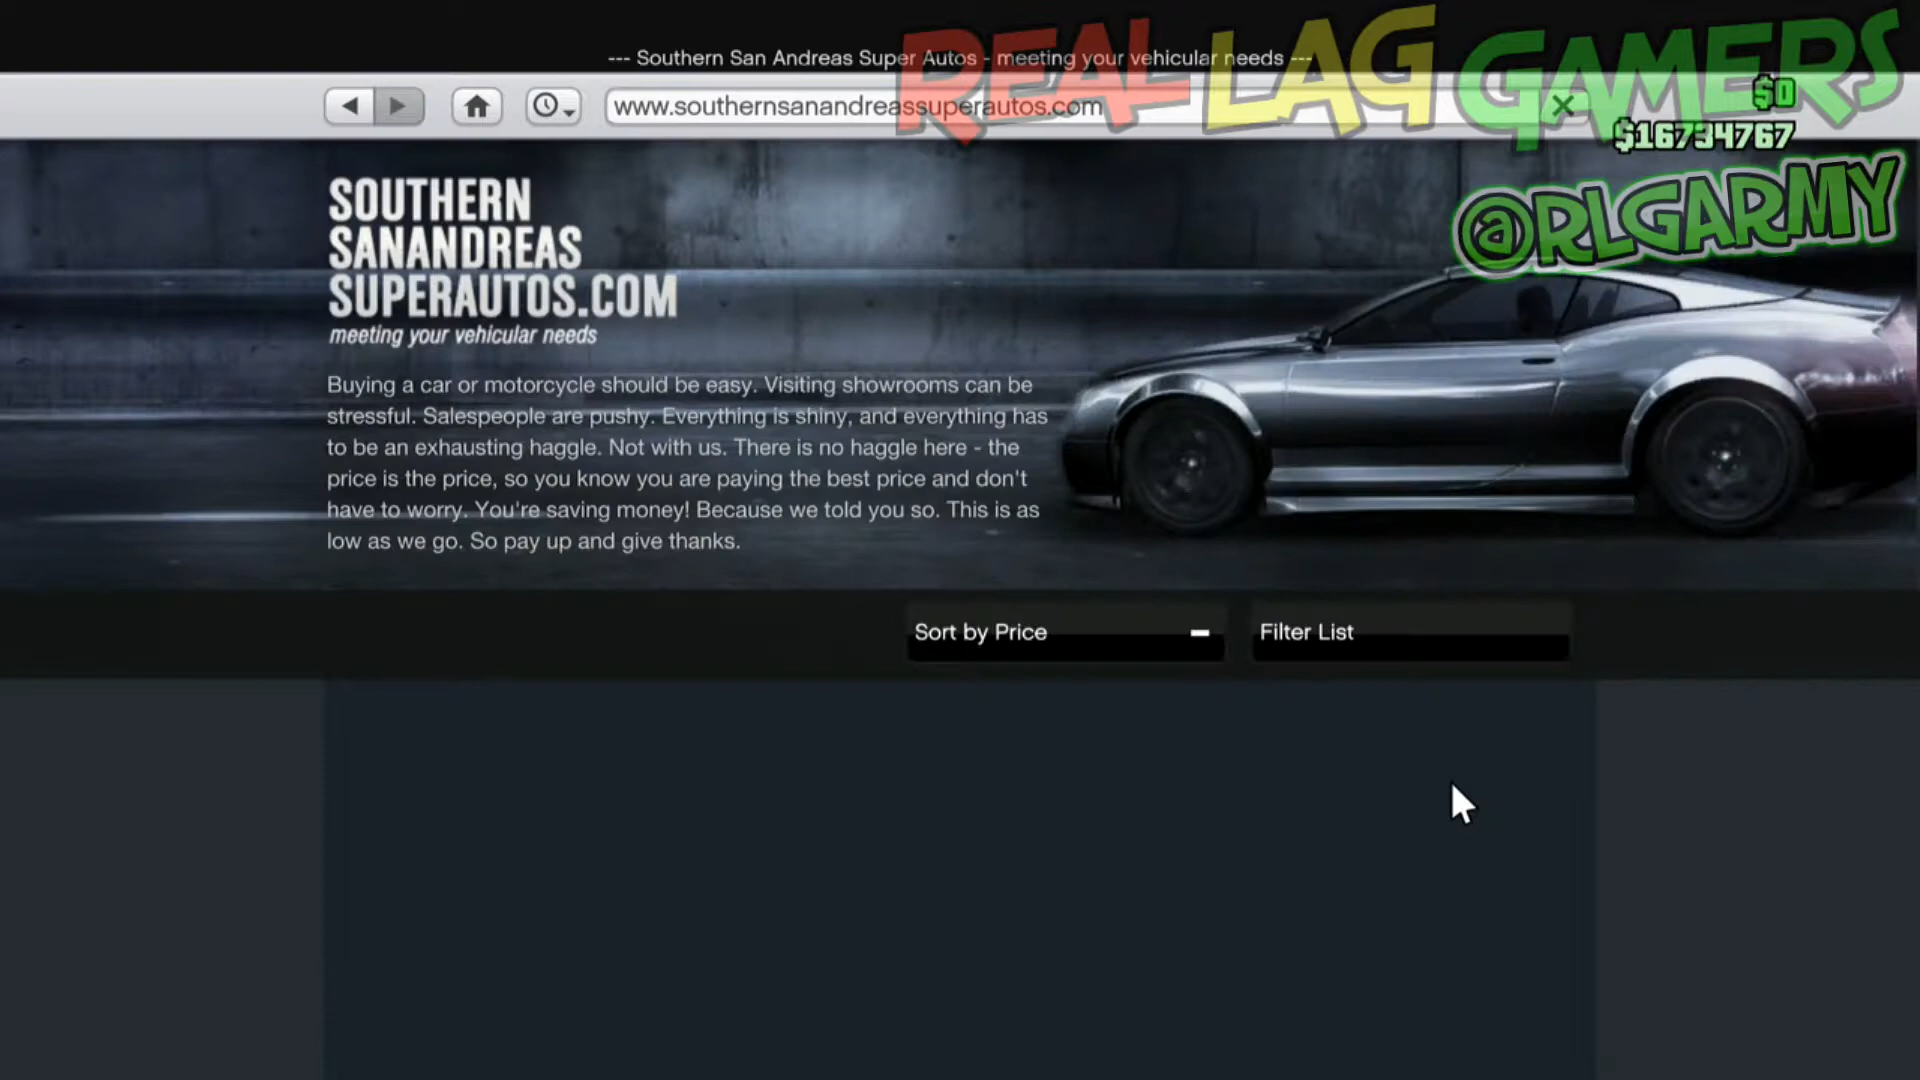 --- Southern San Andreas Super Autos - meeting your vehicular needs ---
REAL LAG GAMERS
www.southernsanandreassuperautos.com
$0
$16734767
@RLGARMY
SOUTHERN
SANANDREAS
SUPERAUTOS.COM
meeting your vehicular needs
Buying a car or motorcycle should be easy. Visiting showrooms can be
stressful. Salespeople are pushy. Everything is shiny, and everything has
to be an exhausting haggle. Not with us. There is no haggle here - the
price is the price, so you know you are paying the best price and don't
have to worry. You're saving money! Because we told you so. This is as
low as we go. So pay up and give thanks.
Sort by Price
Filter List